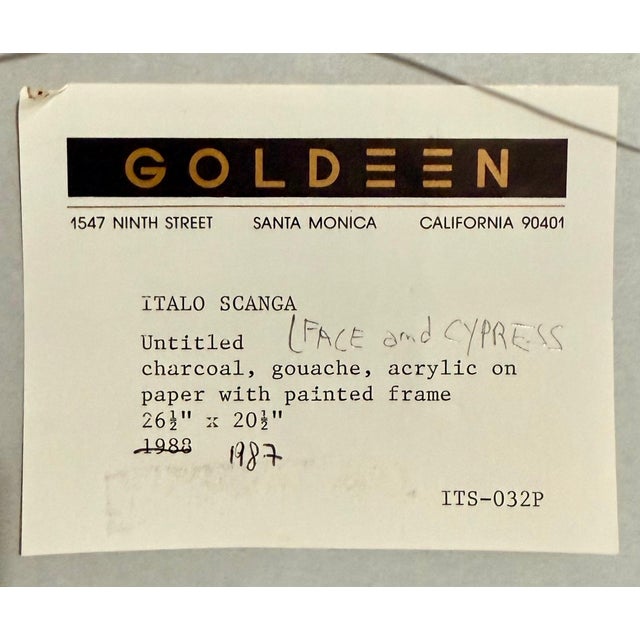 GOLDEEN
1547 NINTH STREET SANTA MONICA CALIFORNIA 90401
ITALO SCANGA
Untitled (FACE and CYPRESS
charcoal, gouache, acrylic on
paper with painted frame
26½" x 20½"
1988 1987
ITS-032P